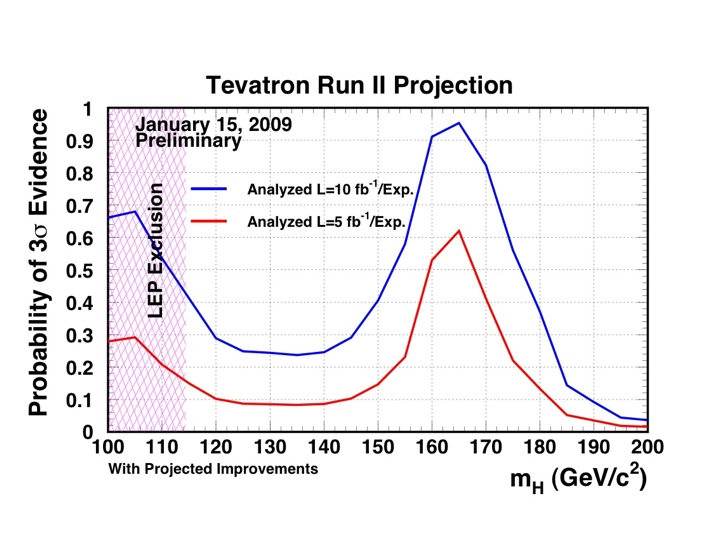 Tevatron Run II Projection
Probability of 3σ Evidence
1
0.9
0.8
0.7
0.6
0.5
0.4
0.3
0.2
0.1
0
January 15, 2009
Preliminary
LEP Exclusion
Analyzed L=10 fb⁻¹/Exp.
Analyzed L=5 fb⁻¹/Exp.
100 110 120 130 140 150 160 170 180 190 200
With Projected Improvements
m_H (GeV/c²)